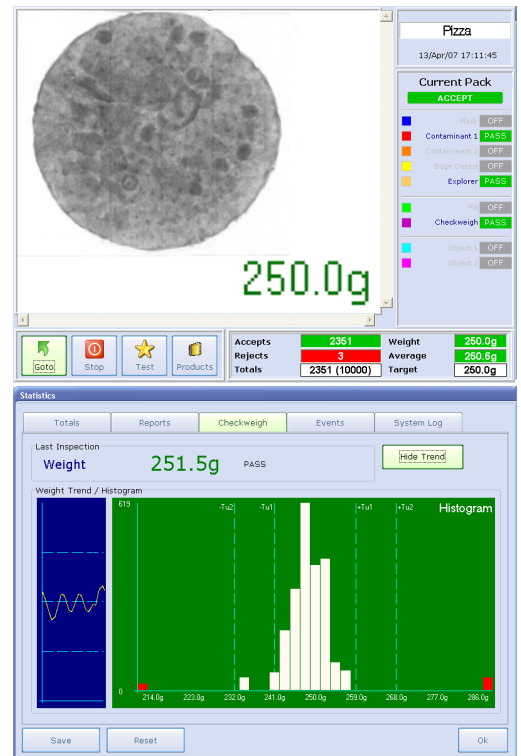 Pizza
13/Apr/07 17:11:45
Current Pack
ACCEPT
Mask OFF
Contaminant 1 PASS
Contaminant 2 OFF
Edge Detect OFF
Explorer PASS
Fill OFF
Checkweigh PASS
Object 1 OFF
Object 2 OFF
250.0g
Goto
Stop
Test
Products
Accepts 2351 Weight 250.0g
Rejects 3 Average 250.6g
Totals 2351 (10000) Target 250.0g
Statistics
Totals Reports Checkweigh Events System Log
Last Inspection
Weight 251.5g PASS
Hide Trend
Weight Trend / Histogram
619 -Tu2 -Tu1 +Tu1 +Tu2 Histogram
0
214.0g 223.0g 232.0g 241.0g 250.0g 259.0g 268.0g 277.0g 286.0g
Save Reset Ok